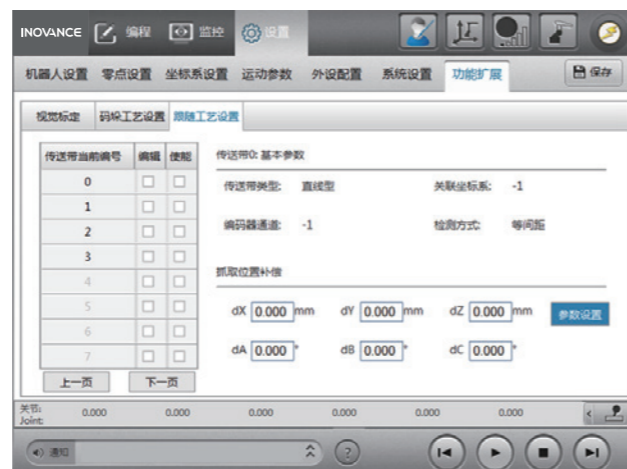 INOVANCE 编程 监控 设置
机器人设置 零点设置 坐标系设置 运动参数 外设配置 系统设置 功能扩展 保存
视觉标定 码垛工艺设置 跟随工艺设置
传送带当前编号 编辑 使能 传送带0: 基本参数
0
传送带类型: 直线型 关联坐标系: -1
1
2
编码器通道: -1 检测方式: 等间距
3
4
抓取位置补偿
5
dX 0.000 mm dY 0.000 mm dZ 0.000 mm 参数设置
6
7
dA 0.000 ° dB 0.000 ° dC 0.000 °
上一页 下一页
关节:
Joint: 0.000 0.000 0.000 0.000 0.000 0.000 <
通知 ?